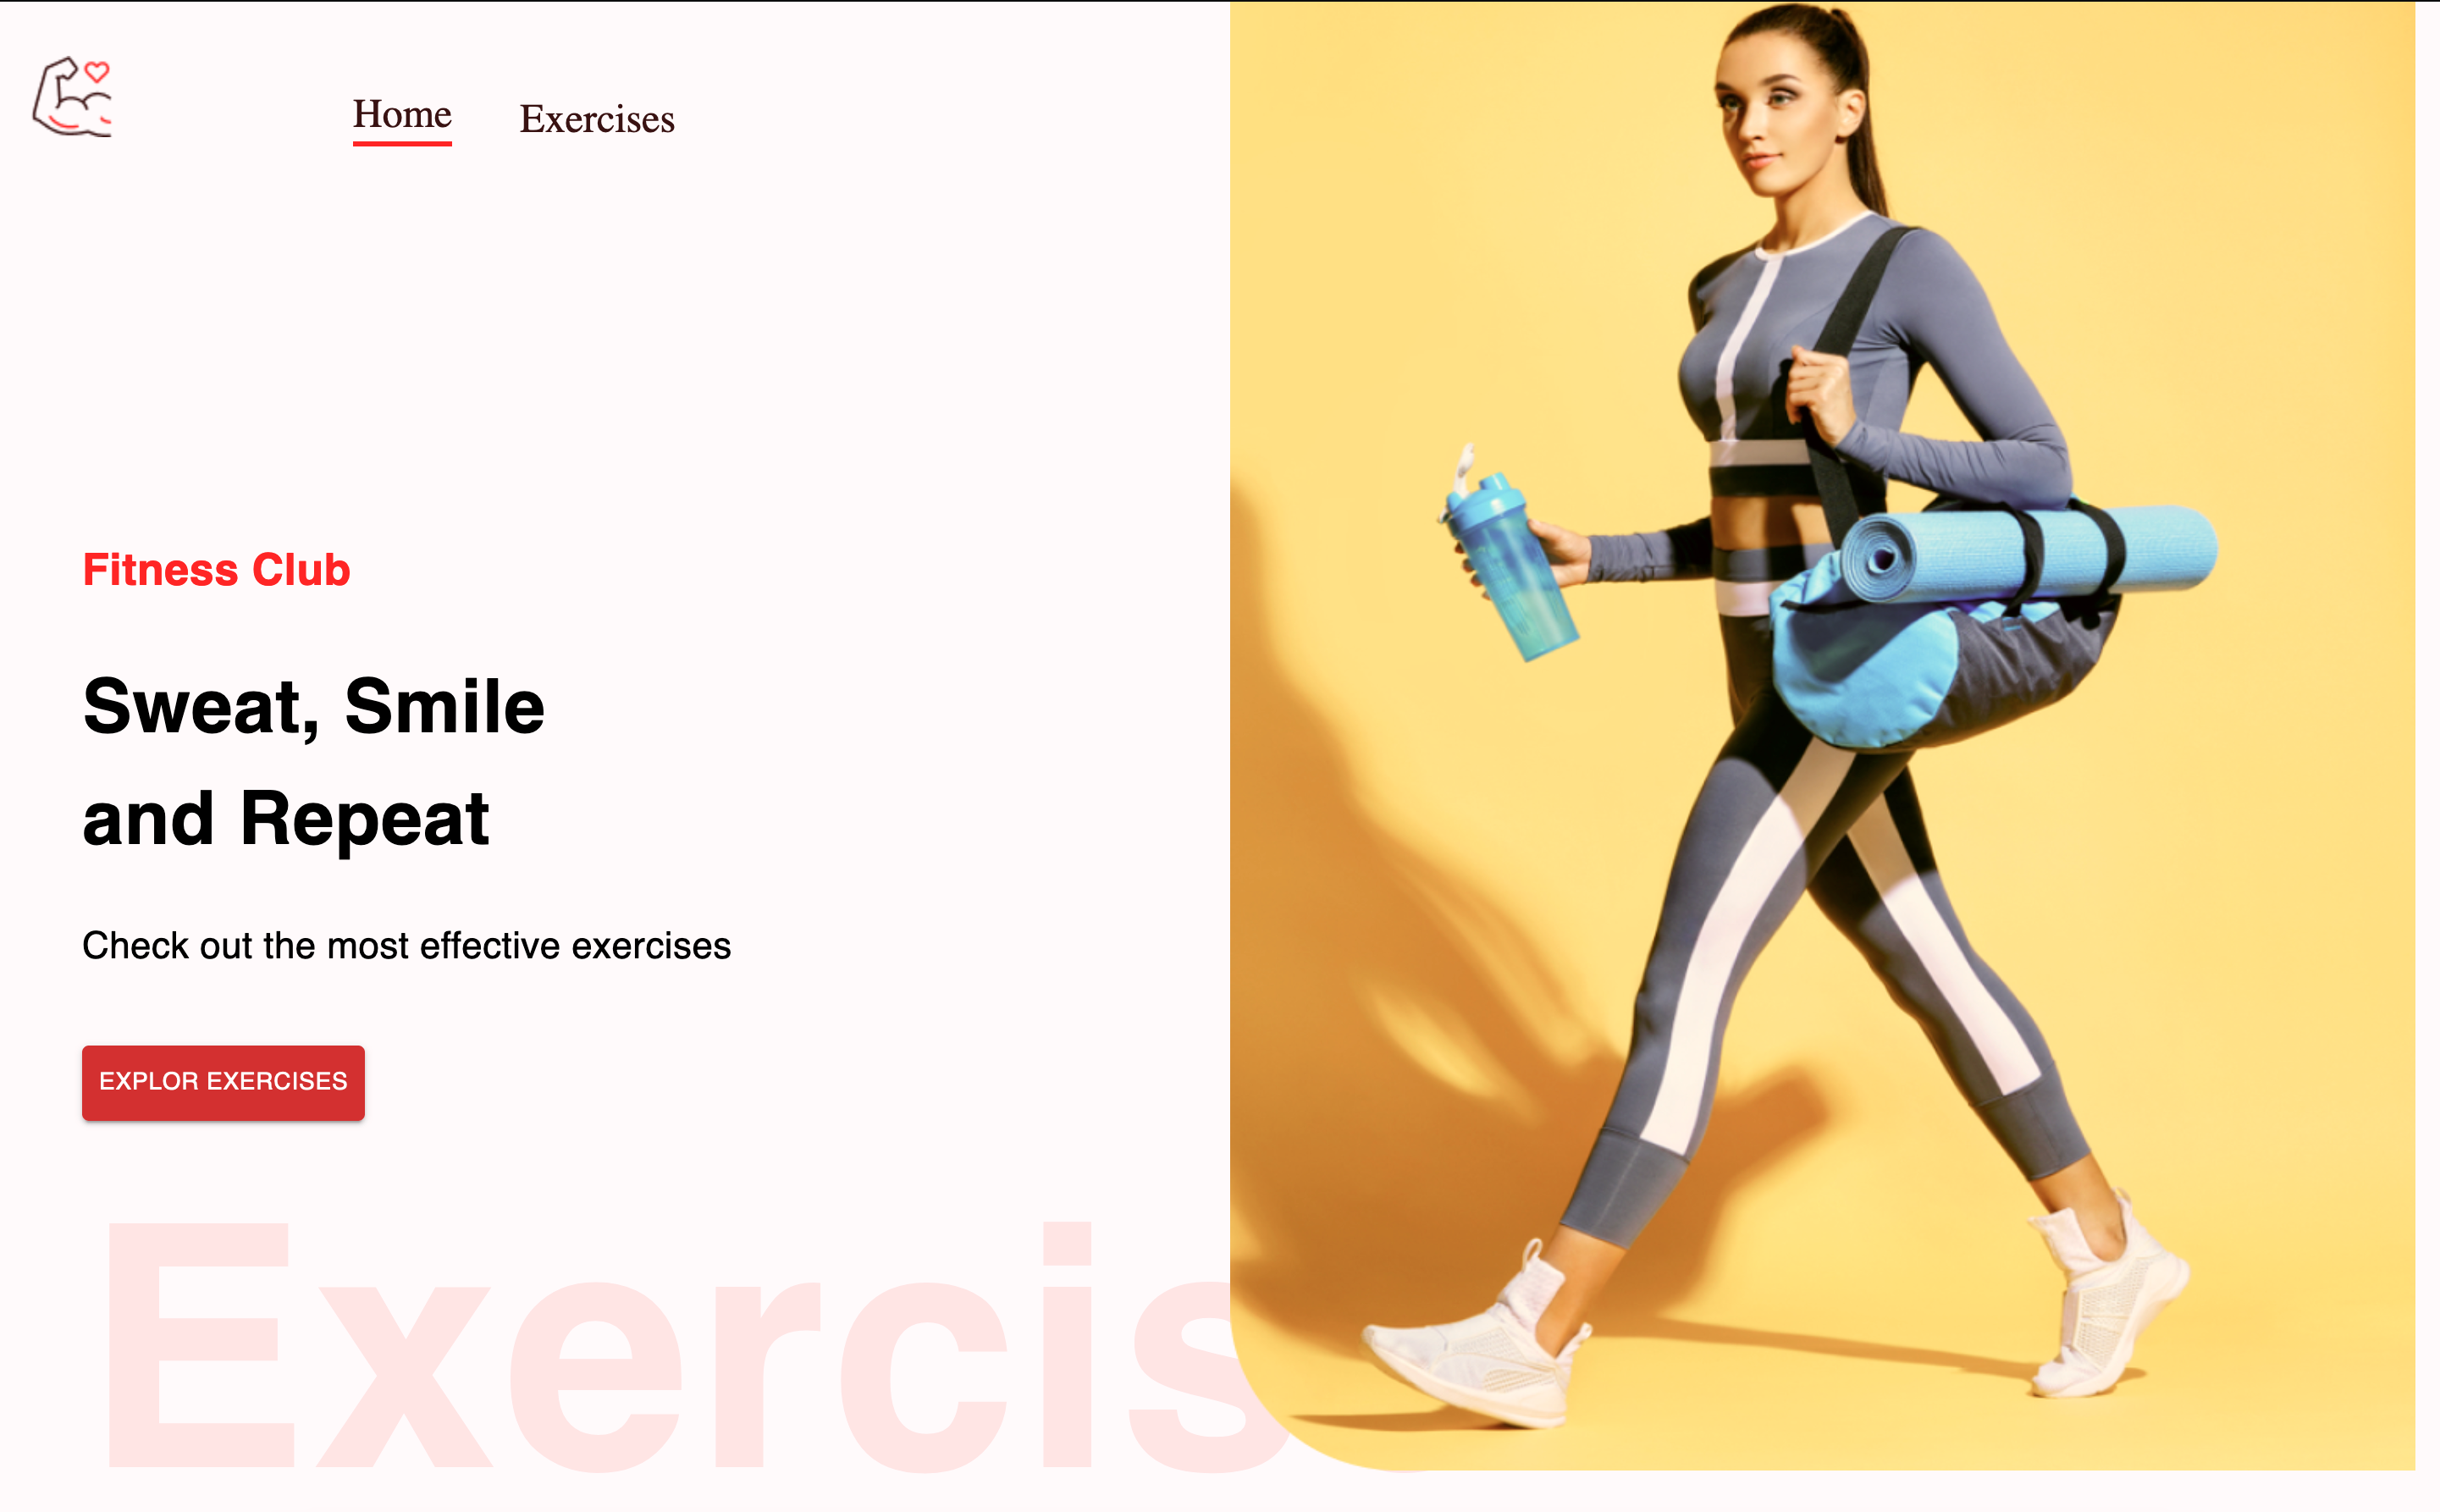 Home
Exercises
Fitness Club
Sweat, Smile
and Repeat
Check out the most effective exercises
EXPLOR EXERCISES
Exercis